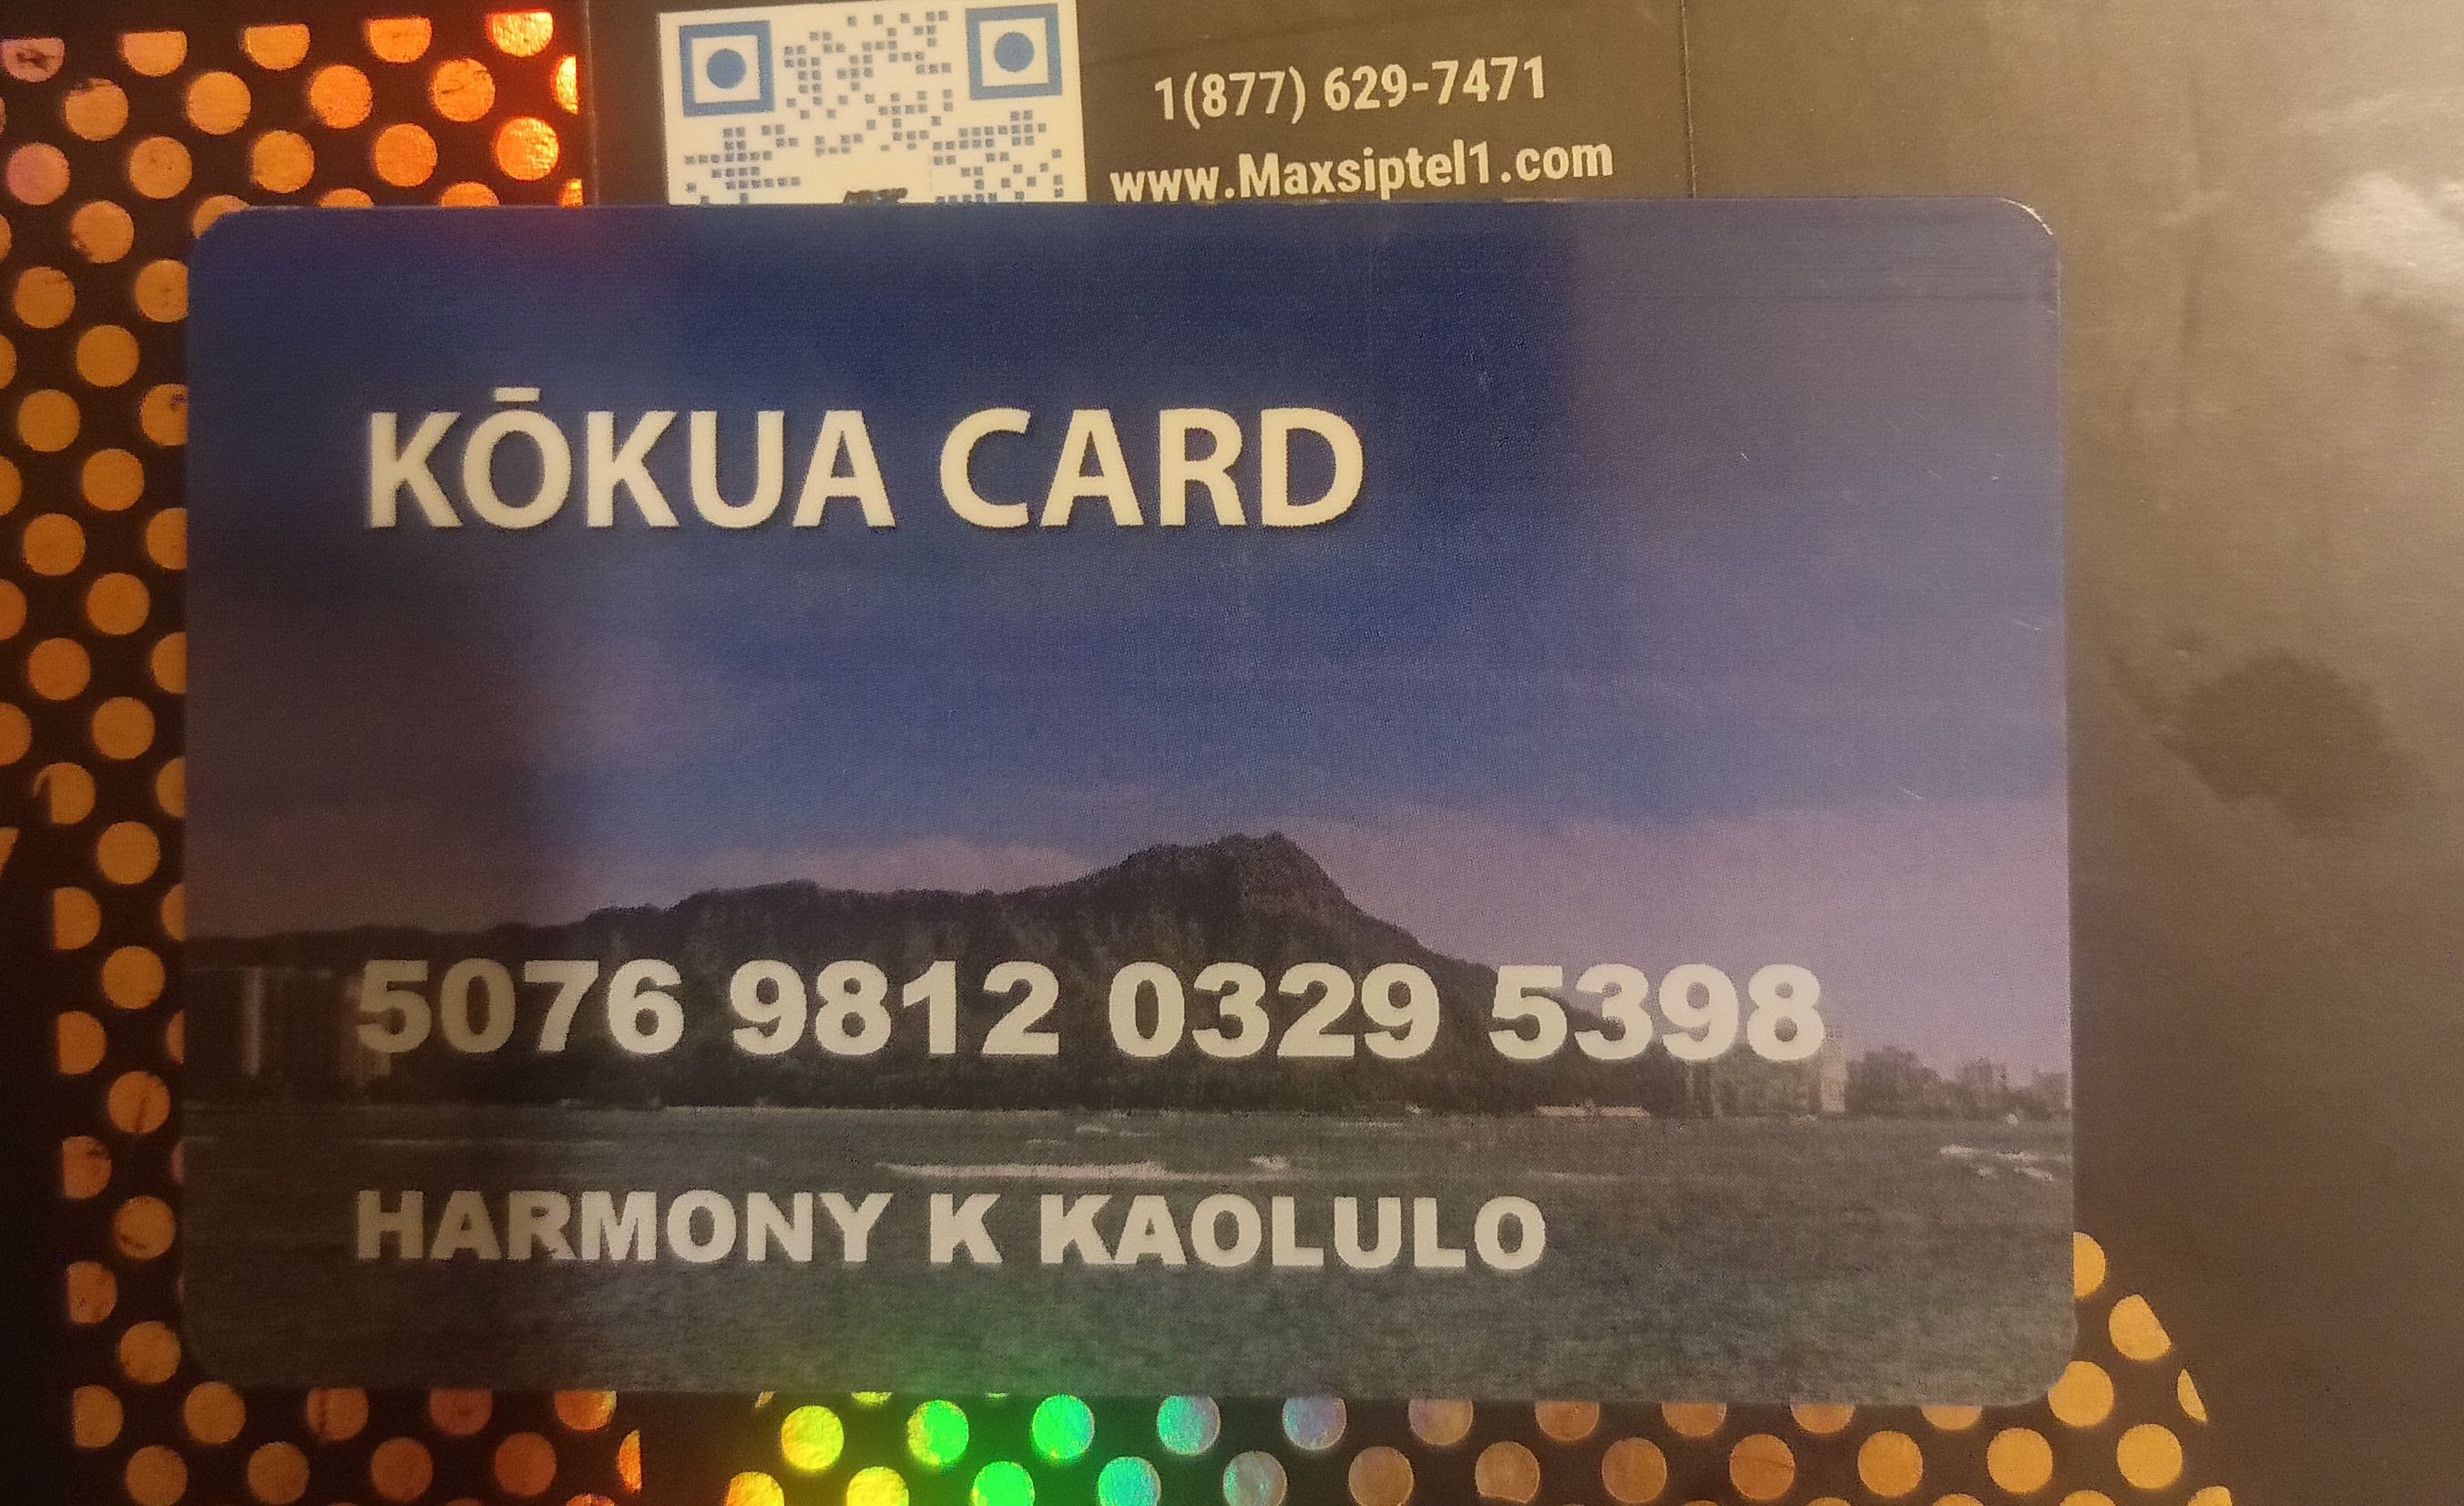 1(877) 629-7471
www.Maxsiptel1.com
KŌKUA CARD
5076 9812 0329 5398
HARMONY K KAOLULO